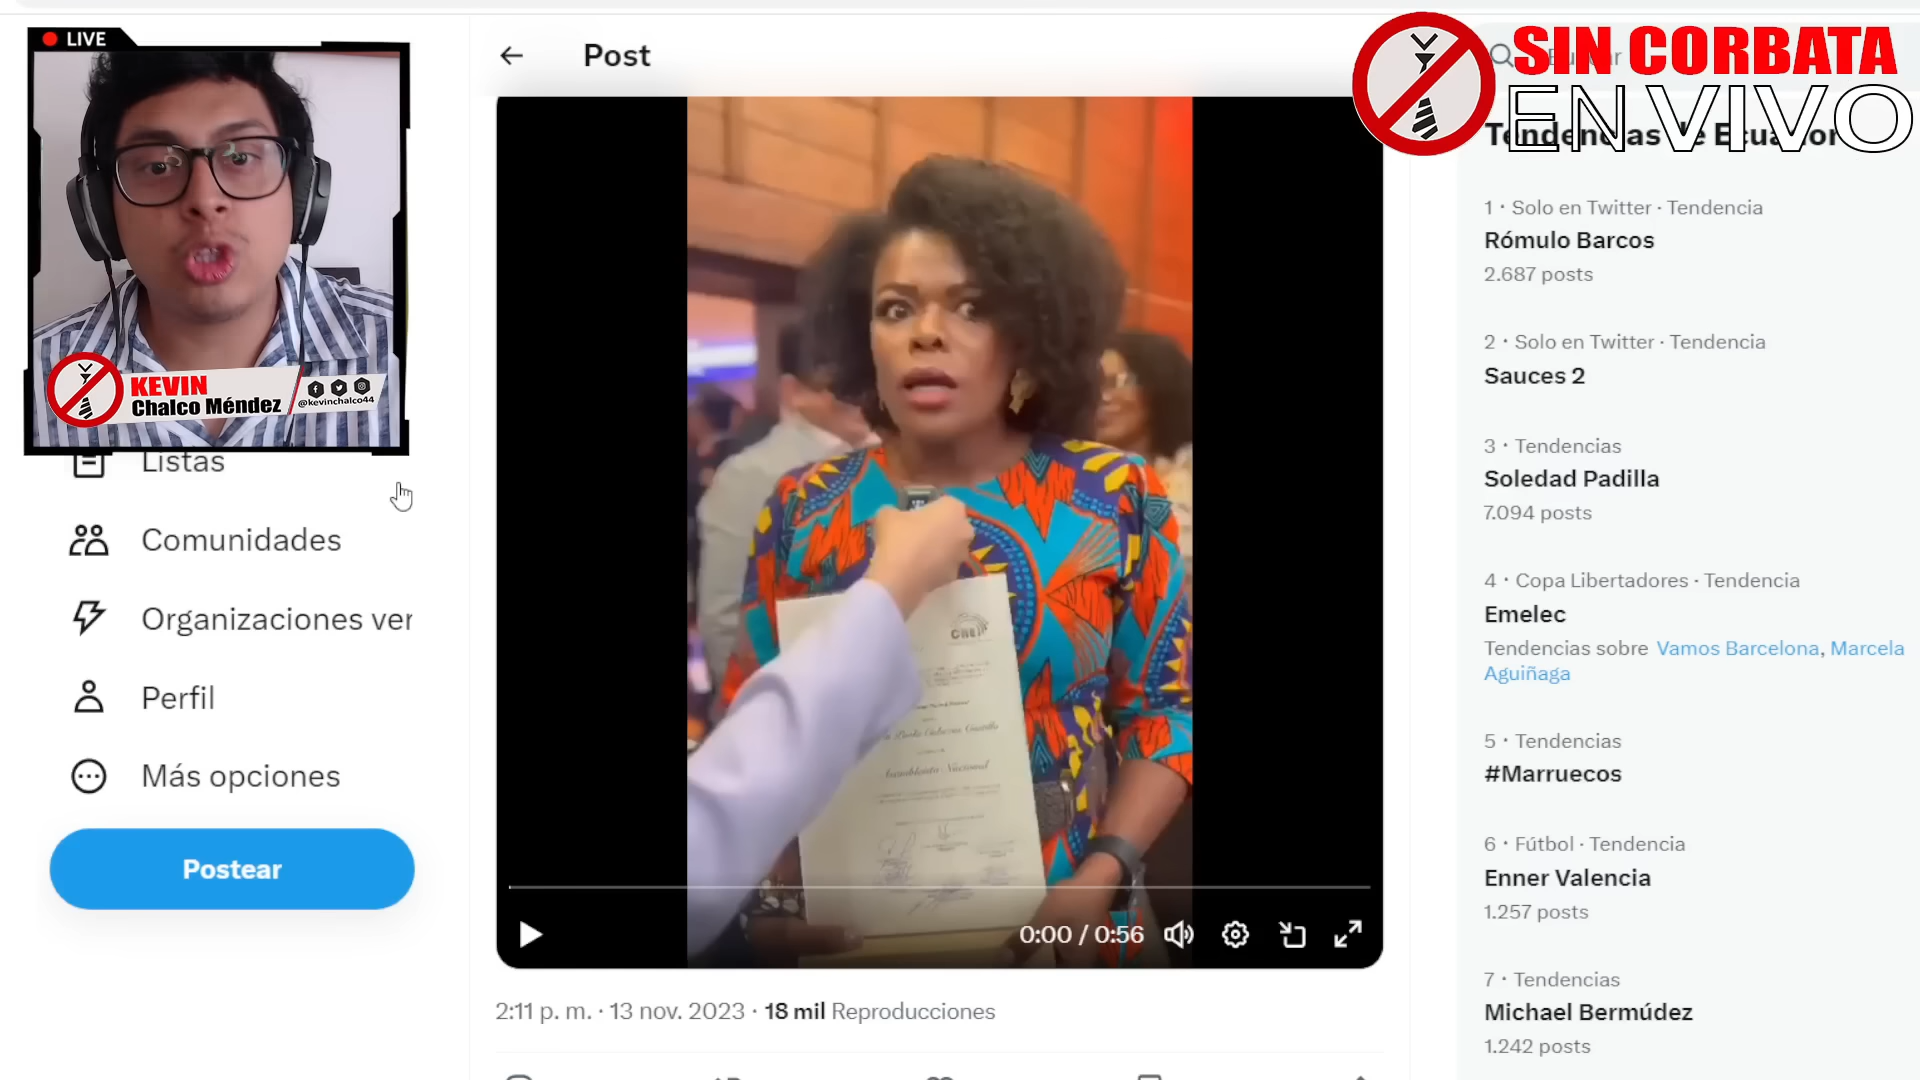 LIVE
KEVIN
Chalco Méndez
@kevinchalco44
Listas
Comunidades
Organizaciones ver
Perfil
Más opciones
Postear
Post
CNE
Asamblea Nacional
0:00 / 0:56
2:11 p. m. · 13 nov. 2023 · 18 mil Reproducciones
SIN CORBATA
EN VIVO
Tendencias de Ecuador
1 · Solo en Twitter · Tendencia
Rómulo Barcos
2.687 posts
2 · Solo en Twitter · Tendencia
Sauces 2
3 · Tendencias
Soledad Padilla
7.094 posts
4 · Copa Libertadores · Tendencia
Emelec
Tendencias sobre Vamos Barcelona, Marcela
Aguiñaga
5 · Tendencias
#Marruecos
6 · Fútbol · Tendencia
Enner Valencia
1.257 posts
7 · Tendencias
Michael Bermúdez
1.242 posts